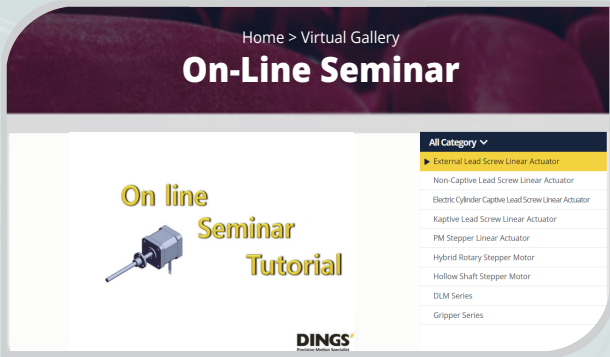 Home > Virtual Gallery
On-Line Seminar
On line
Seminar
Tutorial
DINGS'
Precision Motion Specialist
All Category
External Lead Screw Linear Actuator
Non-Captive Lead Screw Linear Actuator
Electric Cylinder Captive Lead Screw Linear Actuator
Kaptive Lead Screw Linear Actuator
PM Stepper Linear Actuator
Hybrid Rotary Stepper Motor
Hollow Shaft Stepper Motor
DLM Series
Gripper Series